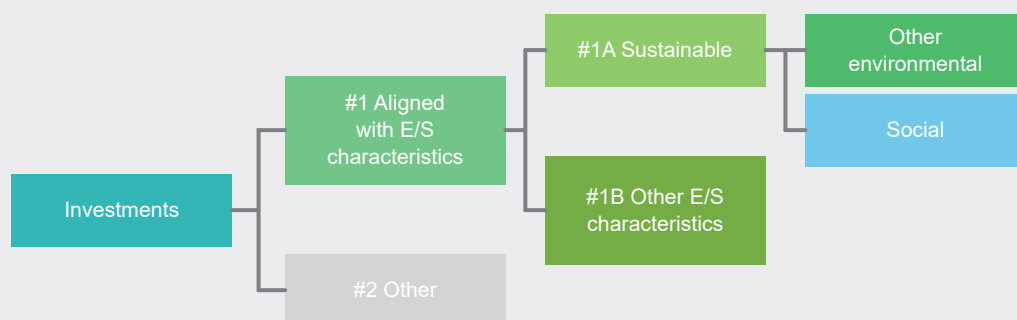 Investments
#1 Aligned
with E/S
characteristics
#2 Other
#1A Sustainable
#1B Other E/S
characteristics
Other
environmental
Social